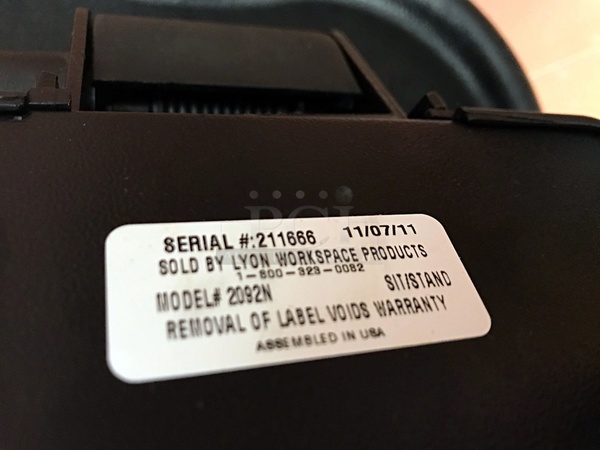 SERIAL #:211666 11/07/11
SOLD BY LYON WORKSPACE PRODUCTS
1-800-323-0082
MODEL# 2092N SIT/STAND
REMOVAL OF LABEL VOIDS WARRANTY
ASSEMBLED IN USA